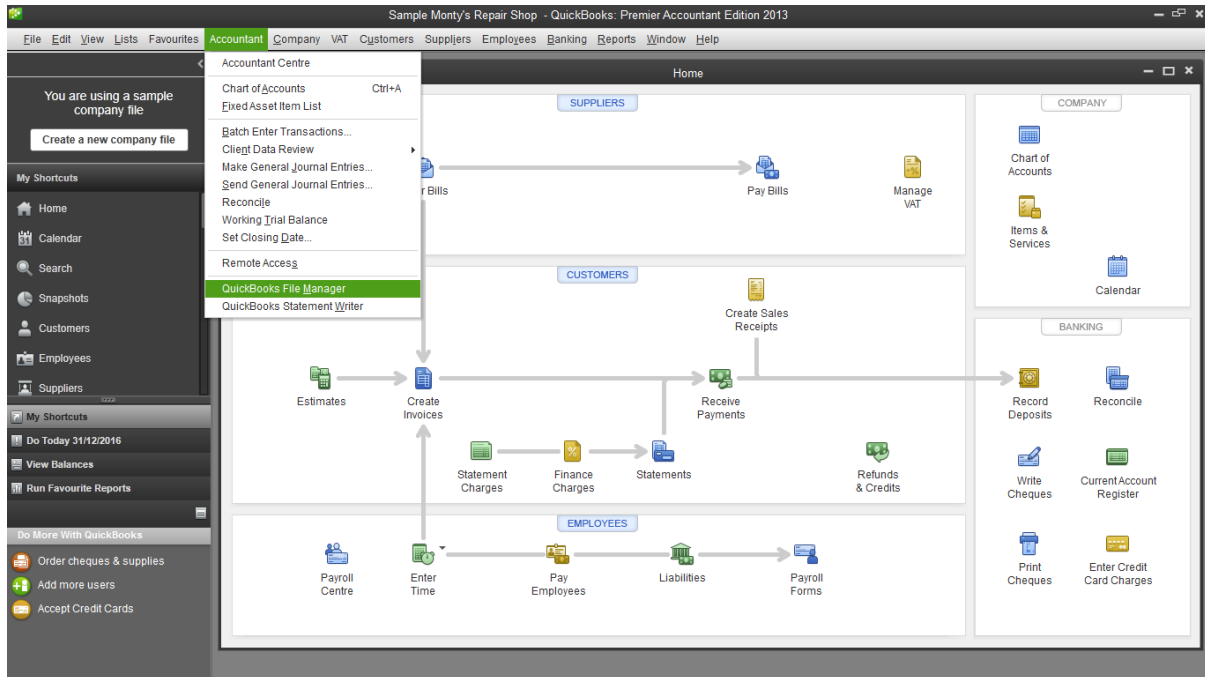 Sample Monty's Repair Shop - QuickBooks: Premier Accountant Edition 2013
File Edit View Lists Favourites Accountant Company VAT Customers Suppliers Employees Banking Reports Window Help
You are using a sample
company file
Create a new company file
My Shortcuts
Home
Calendar
Search
Snapshots
Customers
Employees
Suppliers
My Shortcuts
Do Today 31/12/2016
View Balances
Run Favourite Reports
Do More With QuickBooks
Order cheques & supplies
Add more users
Accept Credit Cards
Accountant Centre
Chart of Accounts Ctrl+A
Fixed Asset Item List
Batch Enter Transactions...
Client Data Review
Make General Journal Entries...
Send General Journal Entries...
Reconcile
Working Trial Balance
Set Closing Date...
Remote Access
QuickBooks File Manager
QuickBooks Statement Writer
Home
SUPPLIERS
r Bills
Pay Bills
Manage
VAT
CUSTOMERS
Create Sales
Receipts
Estimates
Create
Invoices
Receive
Payments
Statement
Charges
Finance
Charges
Statements
Refunds
& Credits
EMPLOYEES
Payroll
Centre
Enter
Time
Pay
Employees
Liabilities
Payroll
Forms
COMPANY
Chart of
Accounts
Items &
Services
Calendar
BANKING
Record
Deposits
Reconcile
Write
Cheques
Current Account
Register
Print
Cheques
Enter Credit
Card Charges